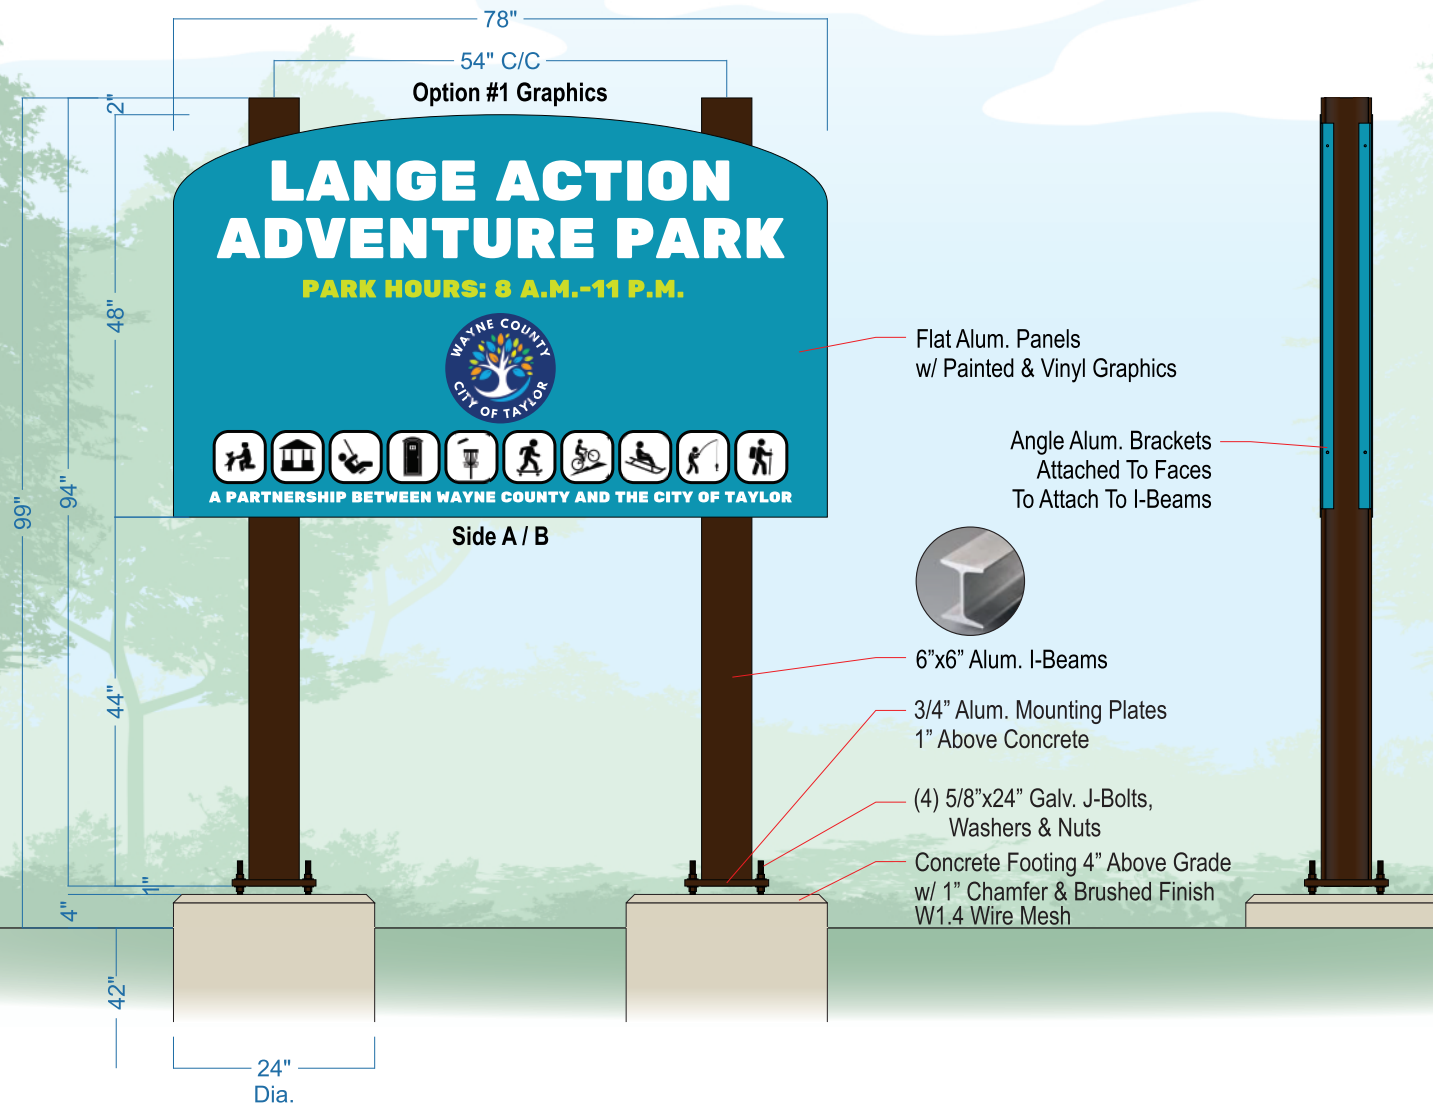 78"
54" C/C
Option #1 Graphics
2"
LANGE ACTION
ADVENTURE PARK
PARK HOURS: 8 A.M.-11 P.M.
WAYNE COUNTY
CITY OF TAYLOR
A PARTNERSHIP BETWEEN WAYNE COUNTY AND THE CITY OF TAYLOR
Side A / B
48"
99"
94"
44"
1"
4"
42"
24"
Dia.
Flat Alum. Panels
w/ Painted & Vinyl Graphics
Angle Alum. Brackets
Attached To Faces
To Attach To I-Beams
6”x6” Alum. I-Beams
3/4” Alum. Mounting Plates
1” Above Concrete
(4) 5/8”x24” Galv. J-Bolts,
Washers & Nuts
Concrete Footing 4” Above Grade
w/ 1” Chamfer & Brushed Finish
W1.4 Wire Mesh